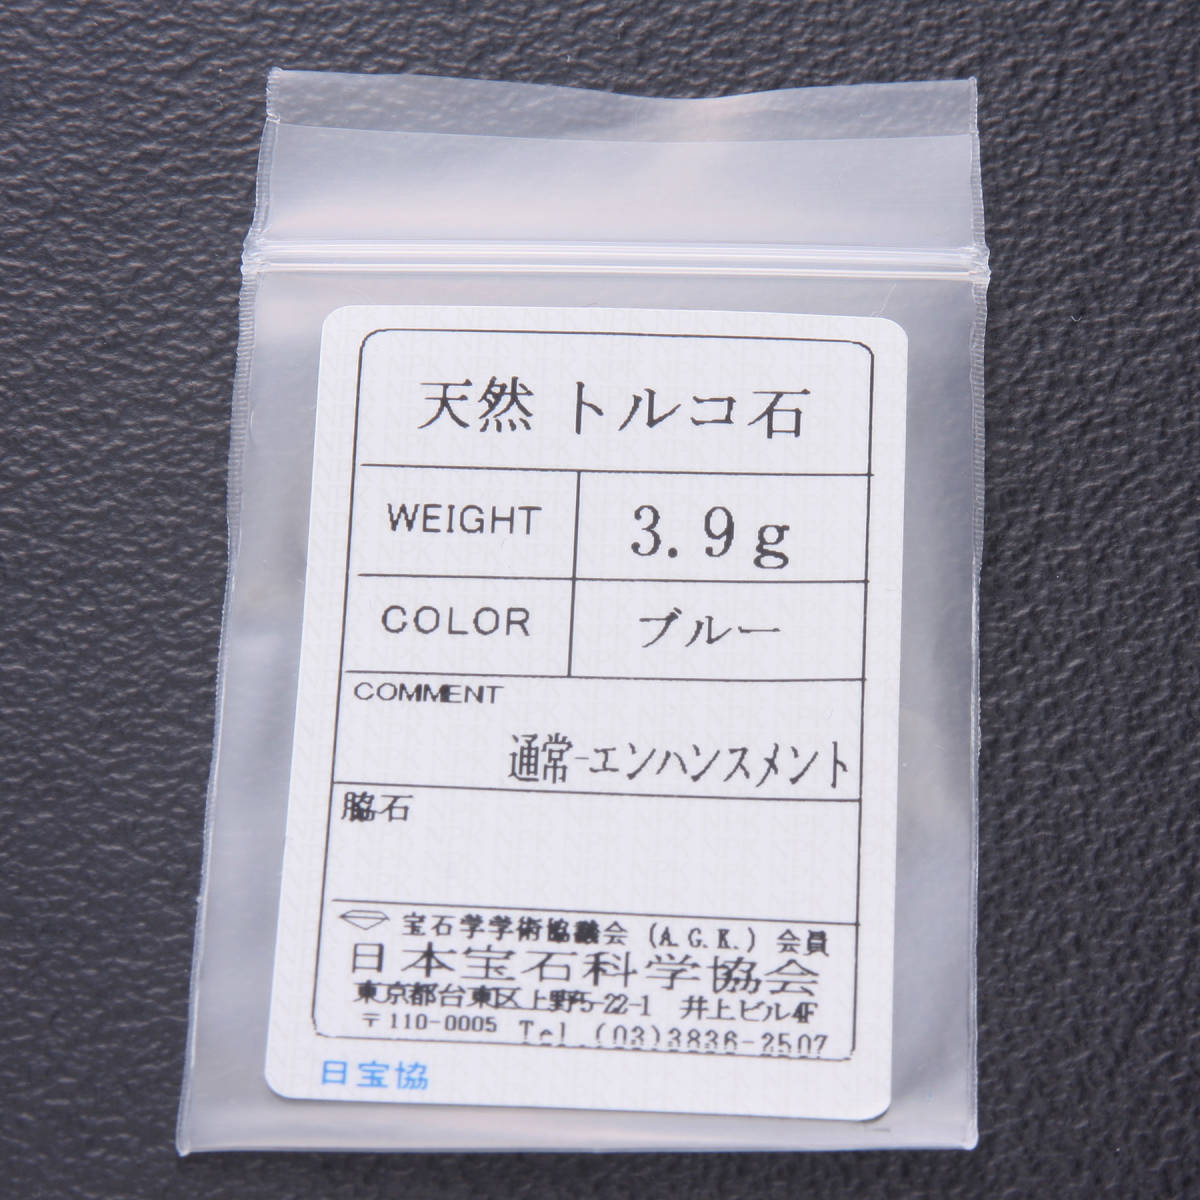 天然 トルコ石
WEIGHT 3.9g
COLOR ブルー
COMMENT
通常-エンハンスメント
脇石
宝石学学術協議会 (A.G.K.) 会員
日本宝石科学協会
東京都台東区上野5-22-1 井上ビル4F
〒110-0005 Tel.(03)3836-2507
日宝協